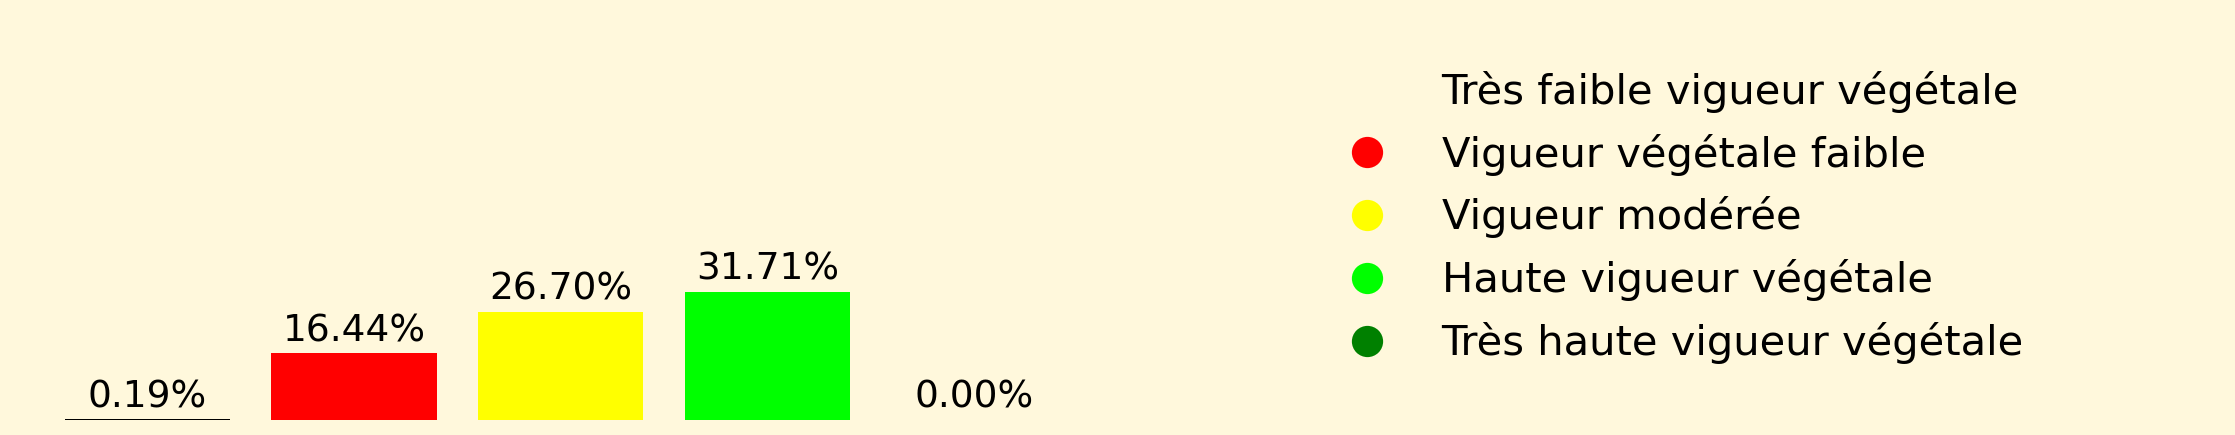 0.19%
16.44%
26.70%
31.71%
0.00%
Très faible vigueur végétale
Vigueur végétale faible
Vigueur modérée
Haute vigueur végétale
Très haute vigueur végétale